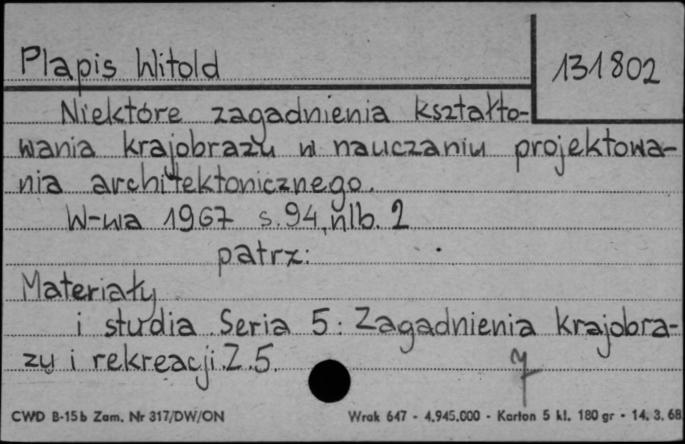 Plapis Witold
131802
Niektóre zagadnienia kształto-
wania krajobrazu w nauczaniu projektowa-
nia architektonicznego.
W-wa 1967 s. 94, nlb. 2
patrz:
Materiały
i studia. Seria 5: Zagadnienia krajobra-
zu i rekreacji. Z. 5.
CWD B-15b Zam. Nr 317/DW/ON
Wrak 647 - 4.945.000 - Karton 5 kl. 180 gr - 14. 3. 68